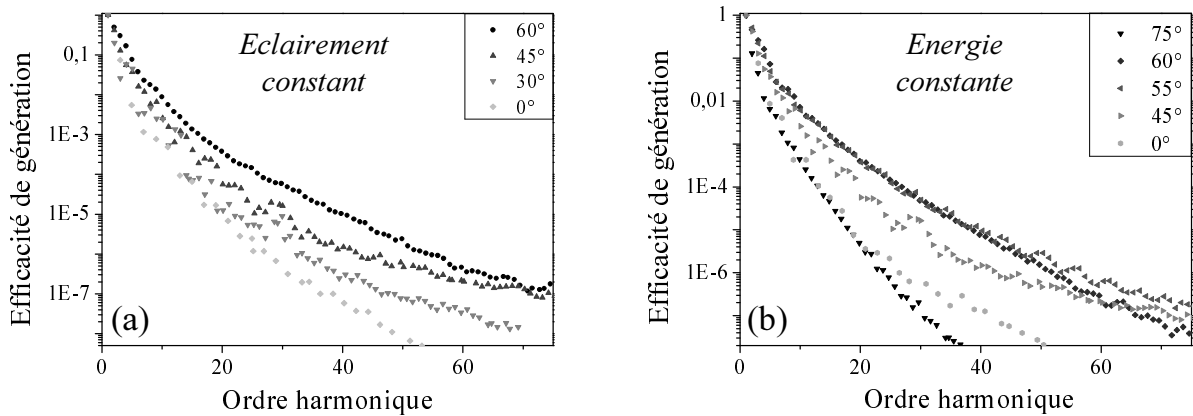 0,1
1E-3
1E-5
1E-7
Efficacité de génération
Eclairement
constant
60°
45°
30°
0°
(a)
0
20
40
60
Ordre harmonique
1
0,01
1E-4
1E-6
Efficacité de génération
Energie
constante
75°
60°
55°
45°
0°
(b)
0
20
40
60
Ordre harmonique